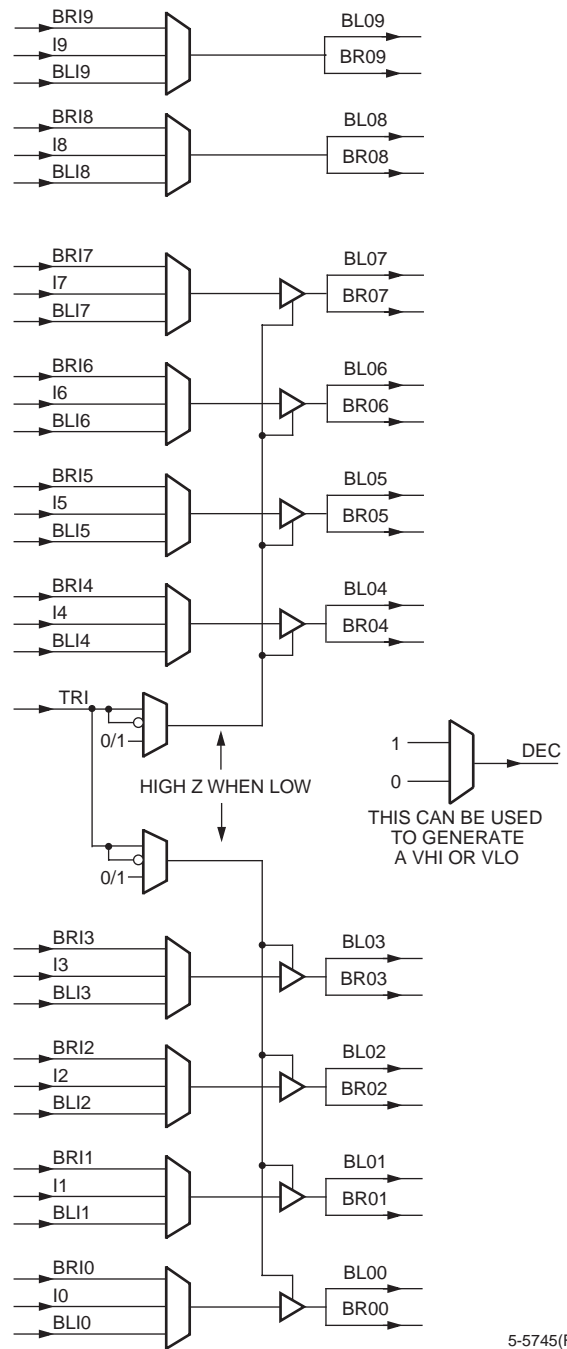 BRI9
I9
BLI9
BL09
BR09
BRI8
I8
BLI8
BL08
BR08
BRI7
I7
BLI7
BL07
BR07
BRI6
I6
BLI6
BL06
BR06
BRI5
I5
BLI5
BL05
BR05
BRI4
I4
BLI4
BL04
BR04
TRI
0/1
HIGH Z WHEN LOW
0/1
1
0
DEC
THIS CAN BE USED
TO GENERATE
A VHI OR VLO
BRI3
I3
BLI3
BL03
BR03
BRI2
I2
BLI2
BL02
BR02
BRI1
I1
BLI1
BL01
BR01
BRI0
I0
BLI0
BL00
BR00
5-5745(F